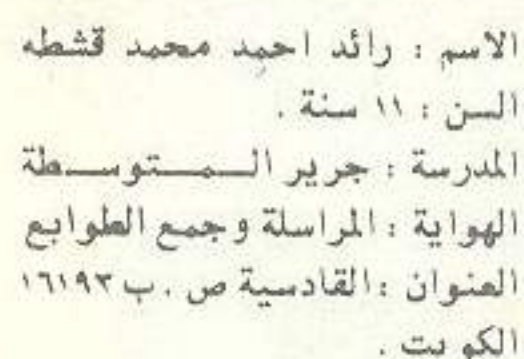 الاسم : رائد احمد محمد قشطه
السن : ١١ سنة .
المدرسة : جرير المتوسطة
الهواية : المراسلة وجمع الطوابع
العنوان : القادسية ص . ب ١٦١٩٣
الكويت .